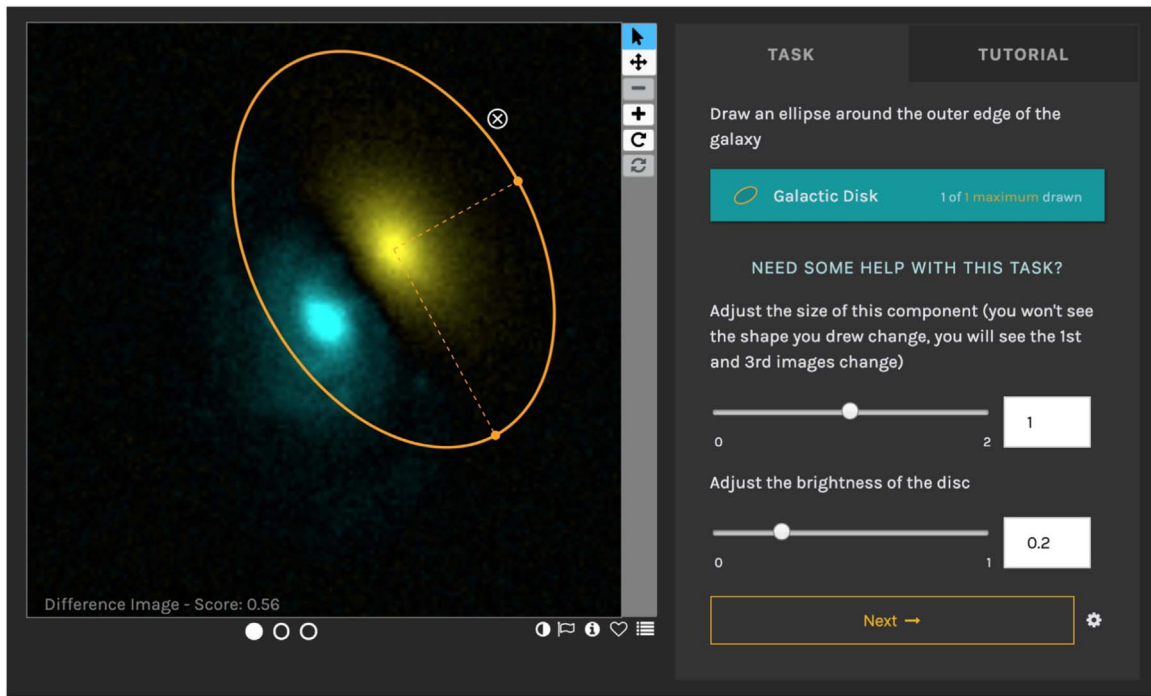 Difference Image - Score: 0.56
TASK
TUTORIAL
Draw an ellipse around the outer edge of the
galaxy
Galactic Disk
1 of 1 maximum drawn
NEED SOME HELP WITH THIS TASK?
Adjust the size of this component (you won't see
the shape you drew change, you will see the 1st
and 3rd images change)
1
0
2
Adjust the brightness of the disc
0.2
0
1
Next →